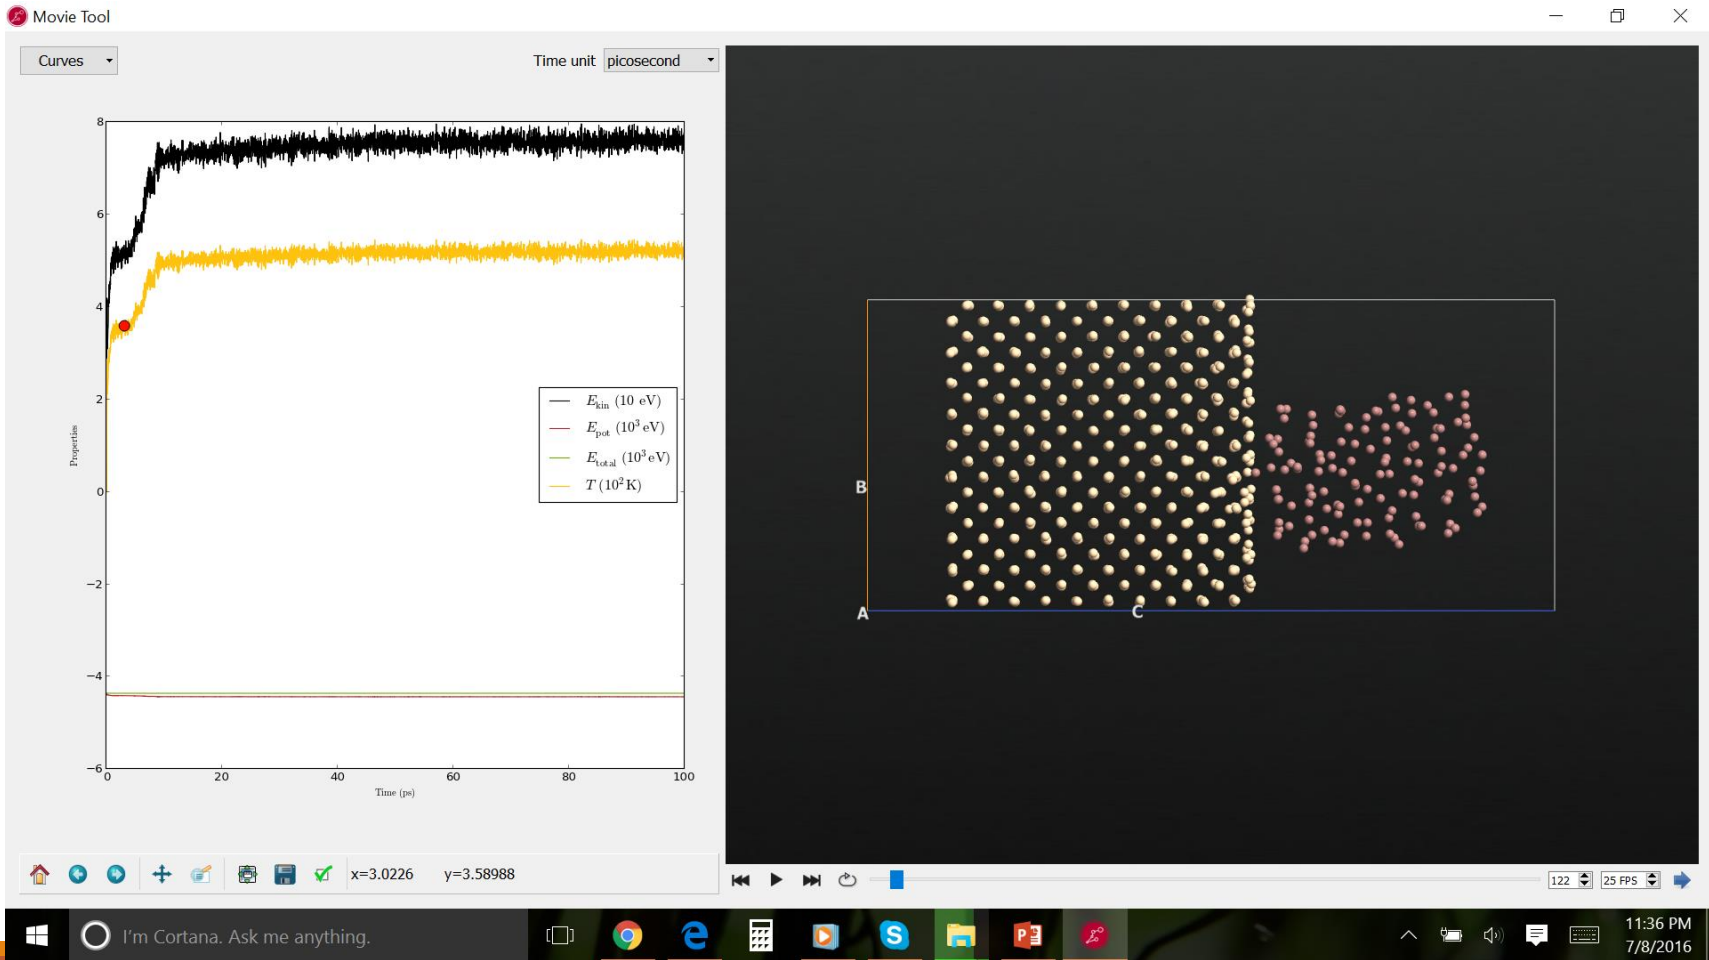 Movie Tool
Curves
Time unit picosecond
8
6
4
2
0
−2
−4
−6
Properties
E_kin (10 eV)
E_pot (10³ eV)
E_total (10³ eV)
T (10² K)
0 20 40 60 80 100
Time (ps)
x=3.0226 y=3.58988
B
A
C
122
25 FPS
I'm Cortana. Ask me anything.
11:36 PM
7/8/2016